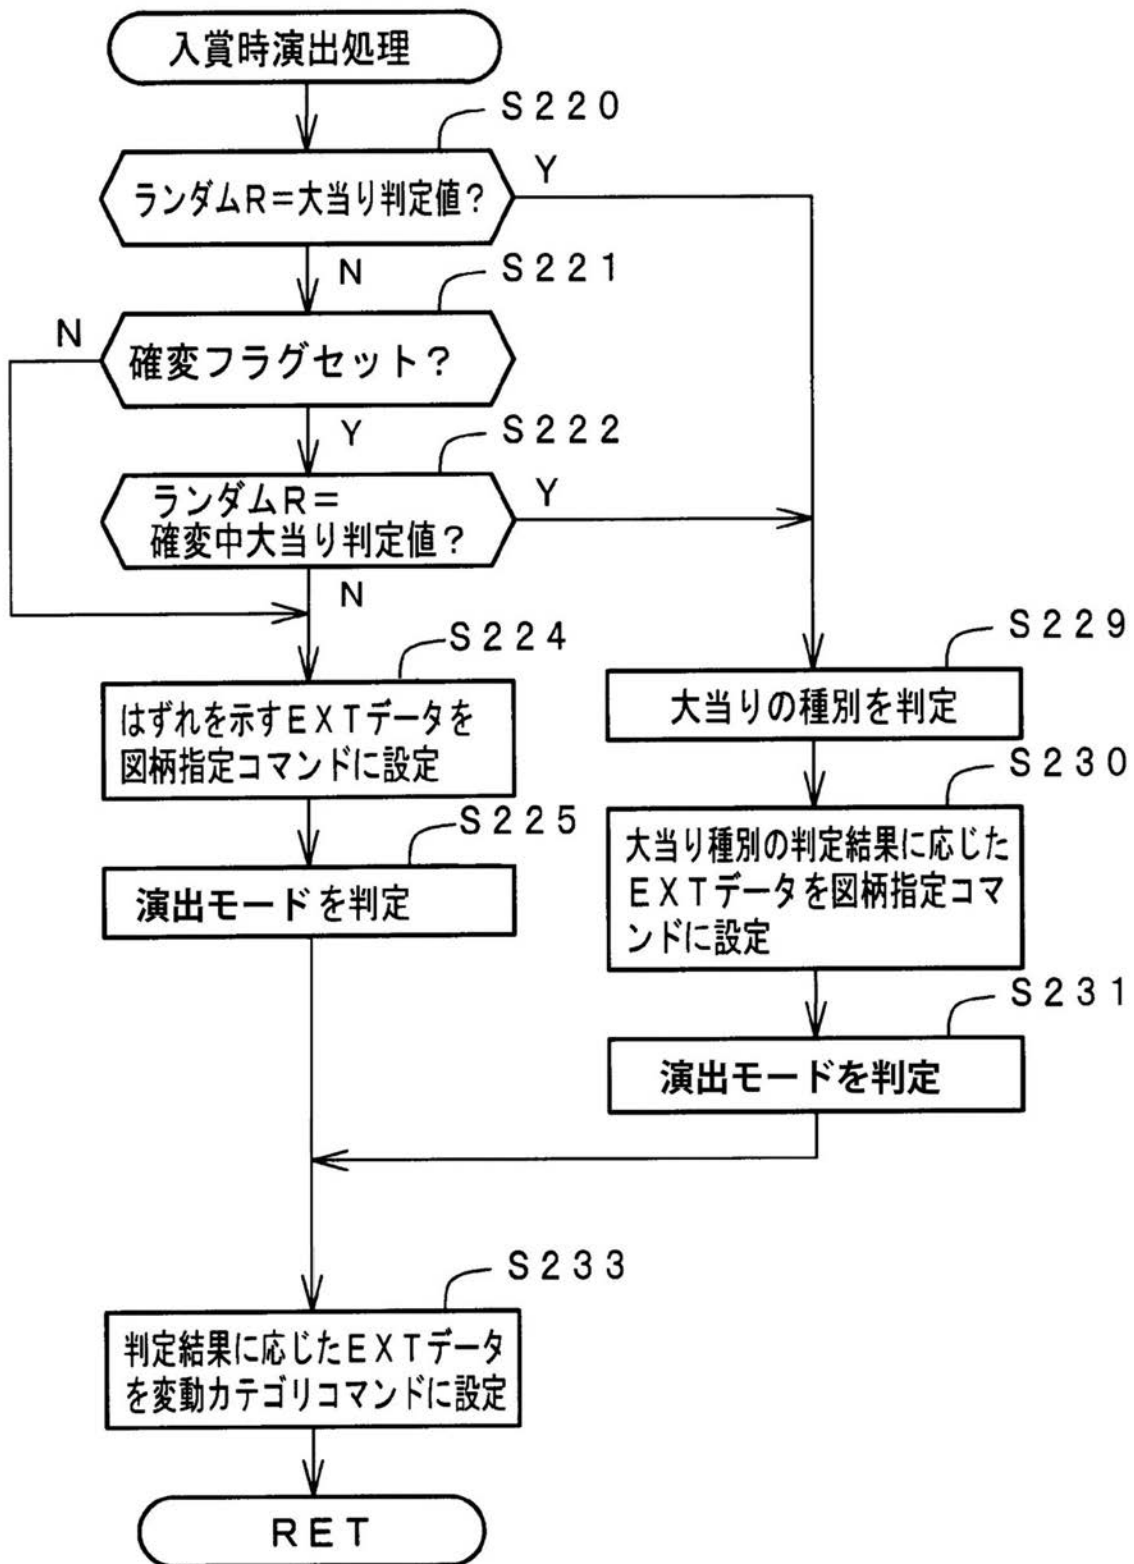 入賞時演出処理
S220
ランダムR=大当り判定値?
Y
N
S221
確変フラグセット?
N
Y
S222
ランダムR=
確変中大当り判定値?
Y
N
S224
はずれを示すEXTデータを
図柄指定コマンドに設定
S225
演出モードを判定
S229
大当りの種別を判定
S230
大当り種別の判定結果に応じた
EXTデータを図柄指定コマ
ンドに設定
S231
演出モードを判定
S233
判定結果に応じたEXTデータ
を変動カテゴリコマンドに設定
RET